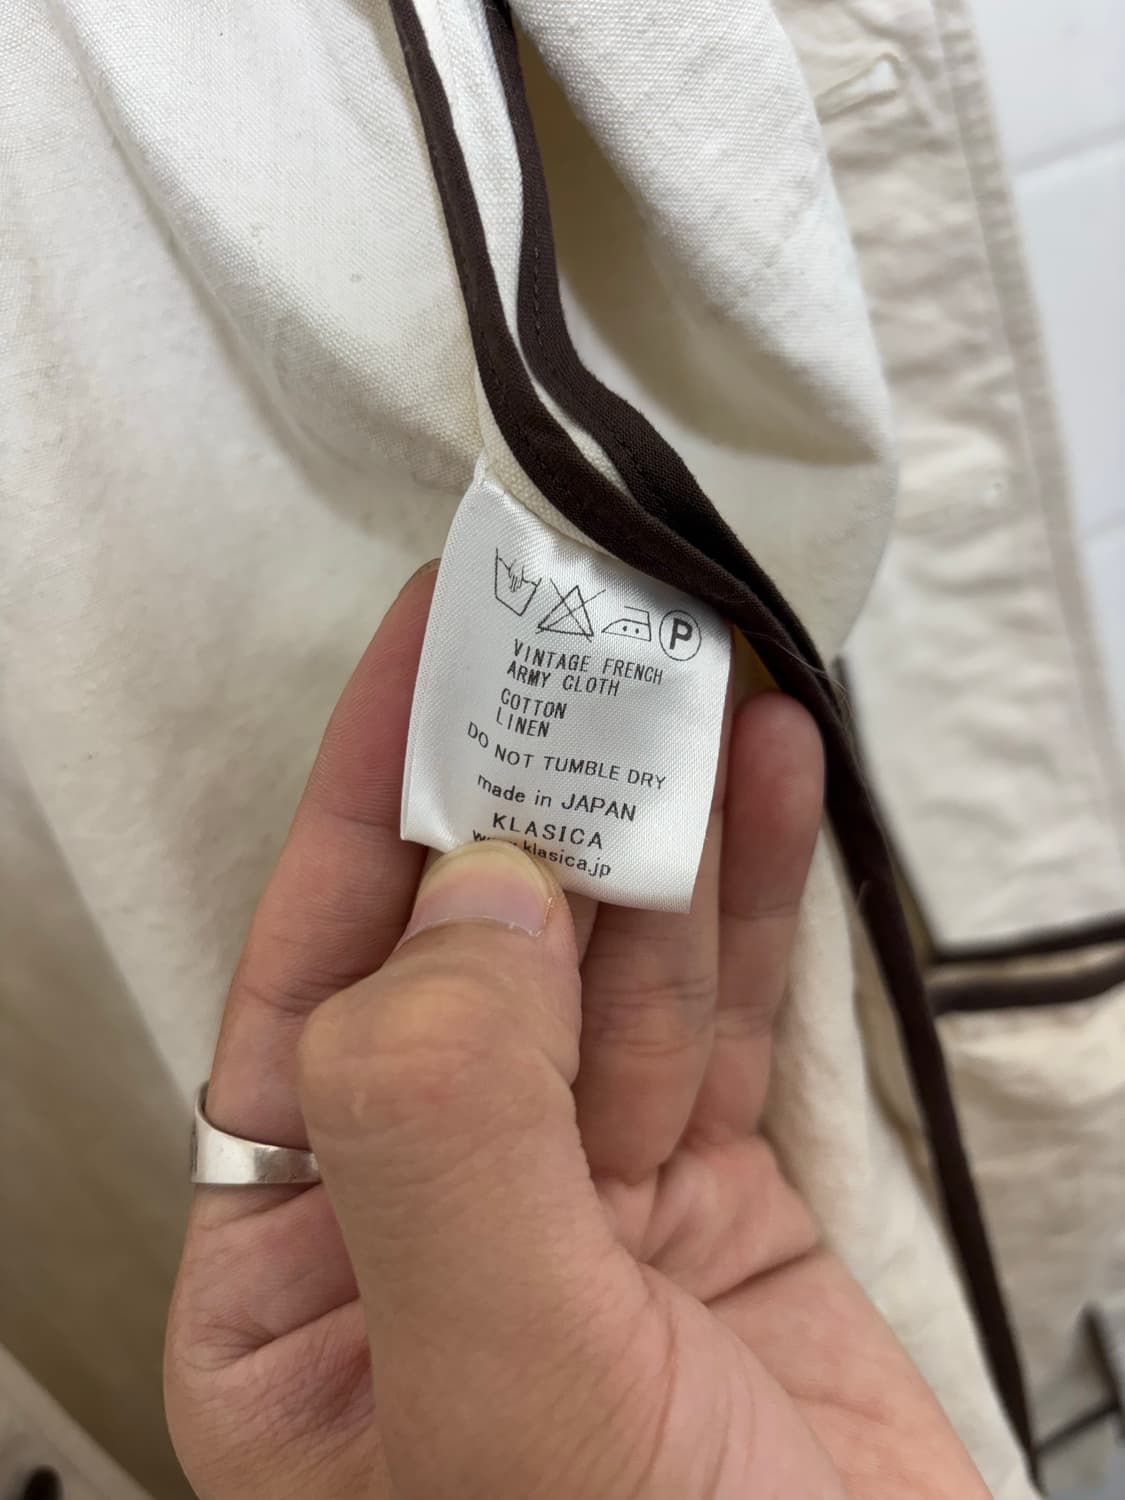 P
VINTAGE FRENCH
ARMY CLOTH
COTTON
LINEN
DO NOT TUMBLE DRY
made in JAPAN
KLASICA
klasica.jp